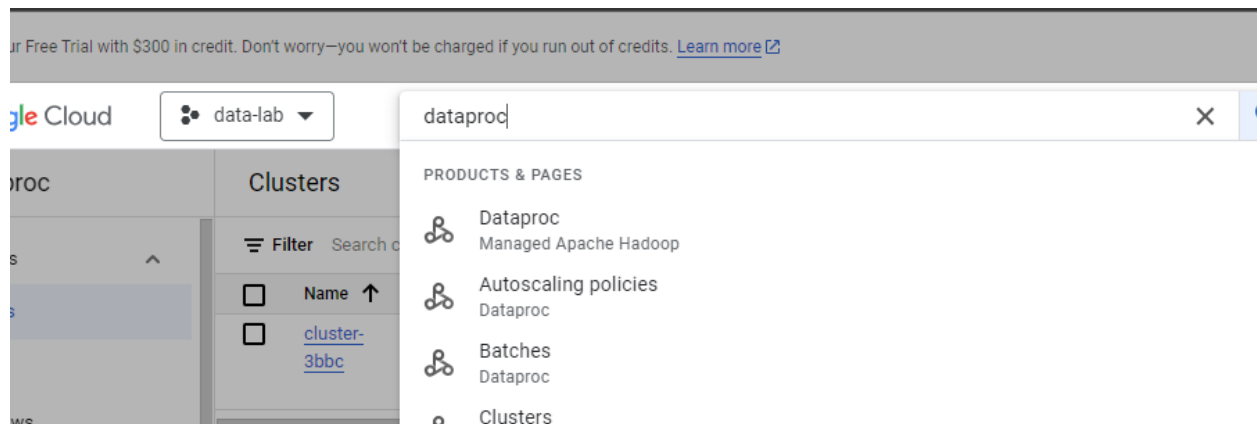 ur Free Trial with $300 in credit. Don't worry—you won't be charged if you run out of credits. Learn more
gle Cloud data-lab dataproc
proc Clusters PRODUCTS & PAGES
Dataproc
Managed Apache Hadoop
s Filter Search c
Autoscaling policies
Name
Dataproc
s
cluster-
3bbc
Batches
Dataproc
ws Clusters